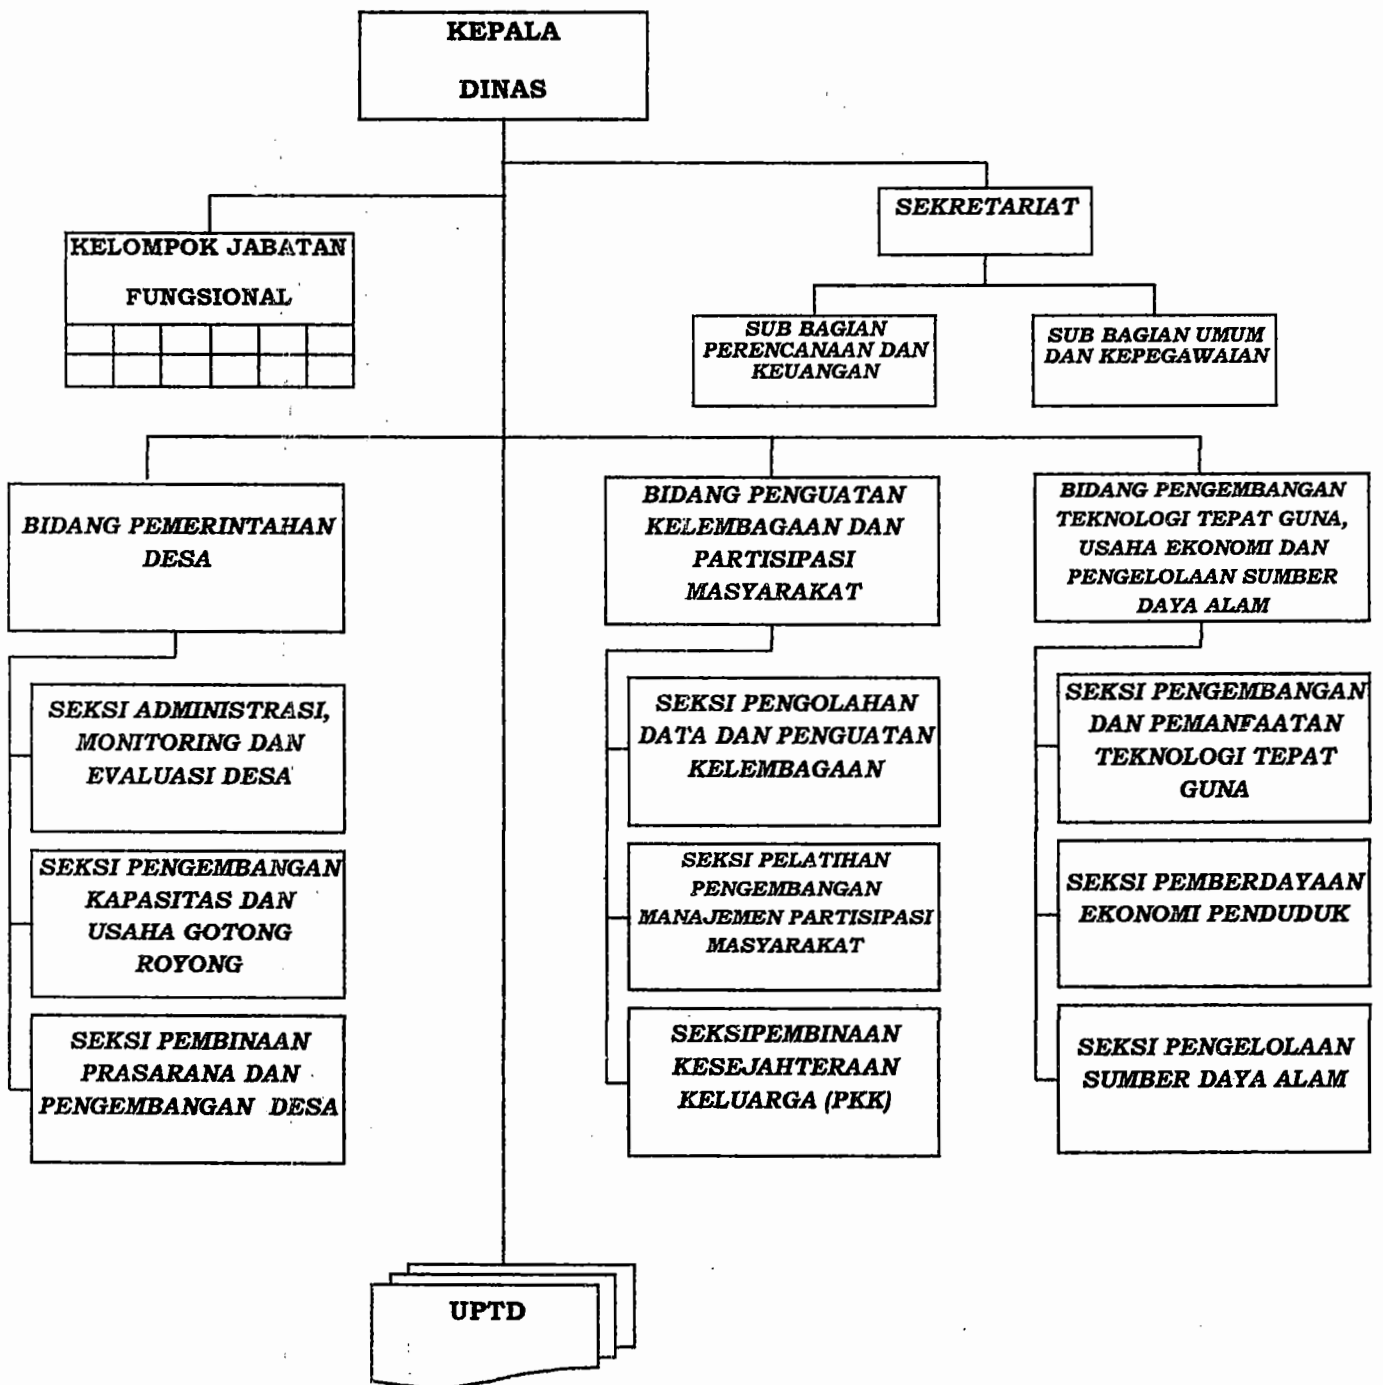 KEPALA
DINAS
SEKRETARIAT
KELOMPOK JABATAN
FUNGSIONAL
SUB BAGIAN
PERENCANAAN DAN
KEUANGAN
SUB BAGIAN UMUM
DAN KEPEGAWAIAN
BIDANG PEMERINTAHAN
DESA
BIDANG PENGUATAN
KELEMBAGAAN DAN
PARTISIPASI
MASYARAKAT
BIDANG PENGEMBANGAN
TEKNOLOGI TEPAT GUNA,
USAHA EKONOMI DAN
PENGELOLAAN SUMBER
DAYA ALAM
SEKSI ADMINISTRASI,
MONITORING DAN
EVALUASI DESA
SEKSI PENGEMBANGAN
KAPASITAS DAN
USAHA GOTONG
ROYONG
SEKSI PEMBINAAN
PRASARANA DAN
PENGEMBANGAN DESA
SEKSI PENGOLAHAN
DATA DAN PENGUATAN
KELEMBAGAAN
SEKSI PELATIHAN
PENGEMBANGAN
MANAJEMEN PARTISIPASI
MASYARAKAT
SEKSIPEMBINAAN
KESEJAHTERAAN
KELUARGA (PKK)
SEKSI PENGEMBANGAN
DAN PEMANFAATAN
TEKNOLOGI TEPAT
GUNA
SEKSI PEMBERDAYAAN
EKONOMI PENDUDUK
SEKSI PENGELOLAAN
SUMBER DAYA ALAM
UPTD